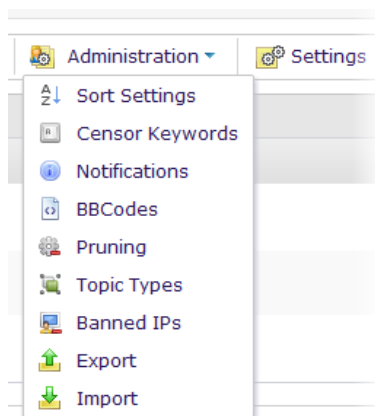 Administration Settings
Sort Settings
Censor Keywords
Notifications
BBCodes
Pruning
Topic Types
Banned IPs
Export
Import